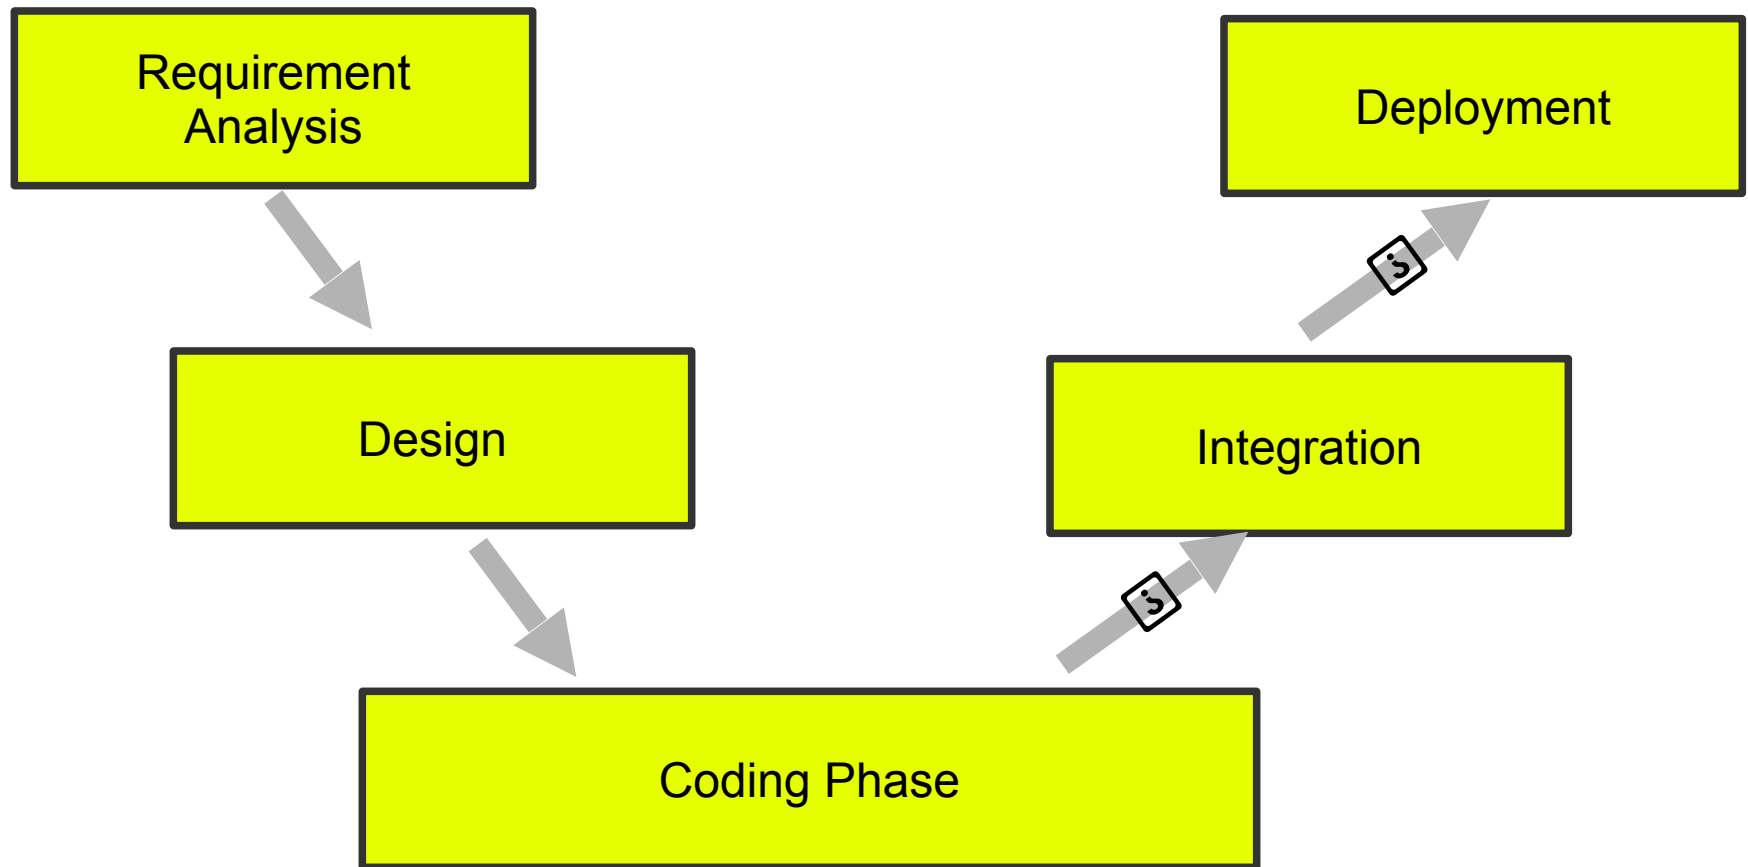 Requirement
Analysis
Deployment
Design
Integration
Coding Phase